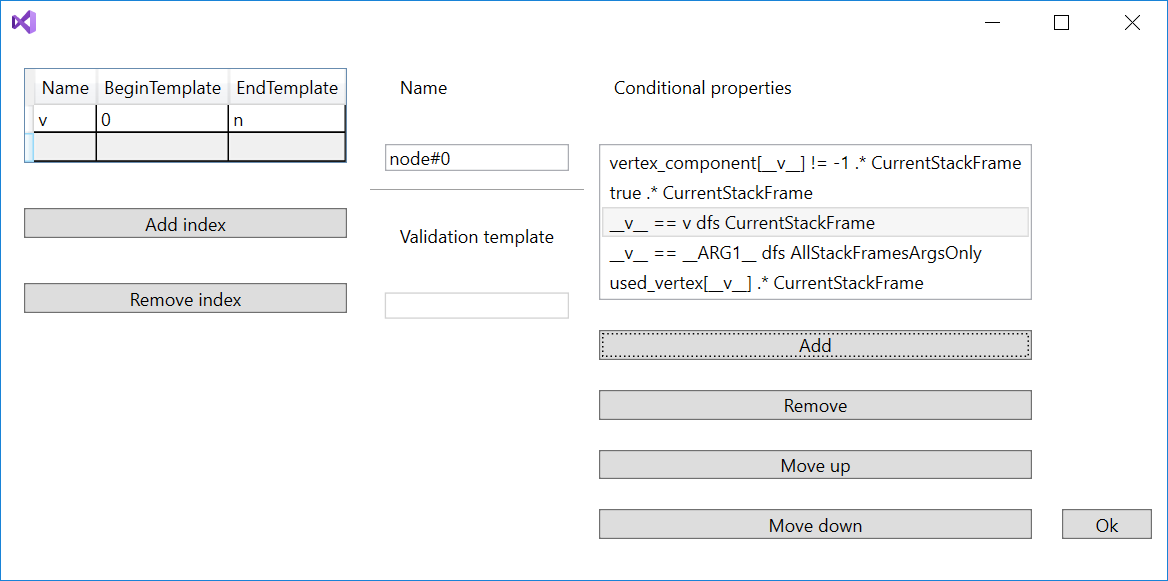 Name BeginTemplate EndTemplate
v 0 n
Add index
Remove index
Name
node#0
Validation template
Conditional properties
vertex_component[__v__] != -1 .* CurrentStackFrame
true .* CurrentStackFrame
__v__ == v dfs CurrentStackFrame
__v__ == __ARG1__ dfs AllStackFramesArgsOnly
used_vertex[__v__] .* CurrentStackFrame
Add
Remove
Move up
Move down
Ok